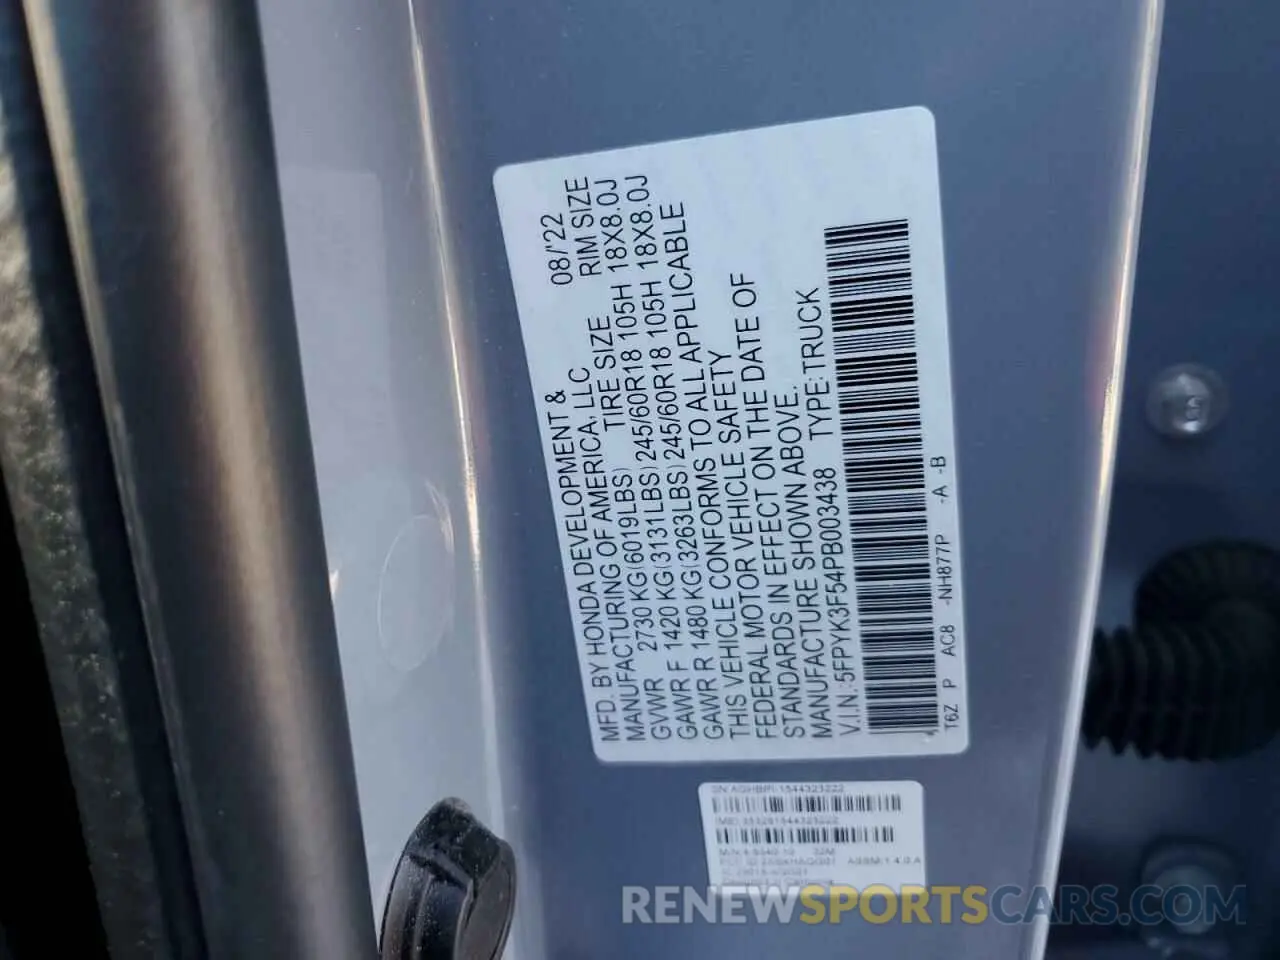 MFD. BY HONDA DEVELOPMENT & 08/'22
MANUFACTURING OF AMERICA, LLC
TIRE SIZE RIM SIZE
GVWR 2730 KG(6019LBS)
GAWR F 1420 KG(3131LBS) 245/60R18 105H 18X8.0J
GAWR R 1480 KG(3263LBS) 245/60R18 105H 18X8.0J
THIS VEHICLE CONFORMS TO ALL APPLICABLE
FEDERAL MOTOR VEHICLE SAFETY
STANDARDS IN EFFECT ON THE DATE OF
MANUFACTURE SHOWN ABOVE.
V.I.N.:5FPYK3F54PB003438 TYPE:TRUCK
T6Z P AC8 -NH877P -A -B
1544323222
RENEWSPORTSCARS.COM